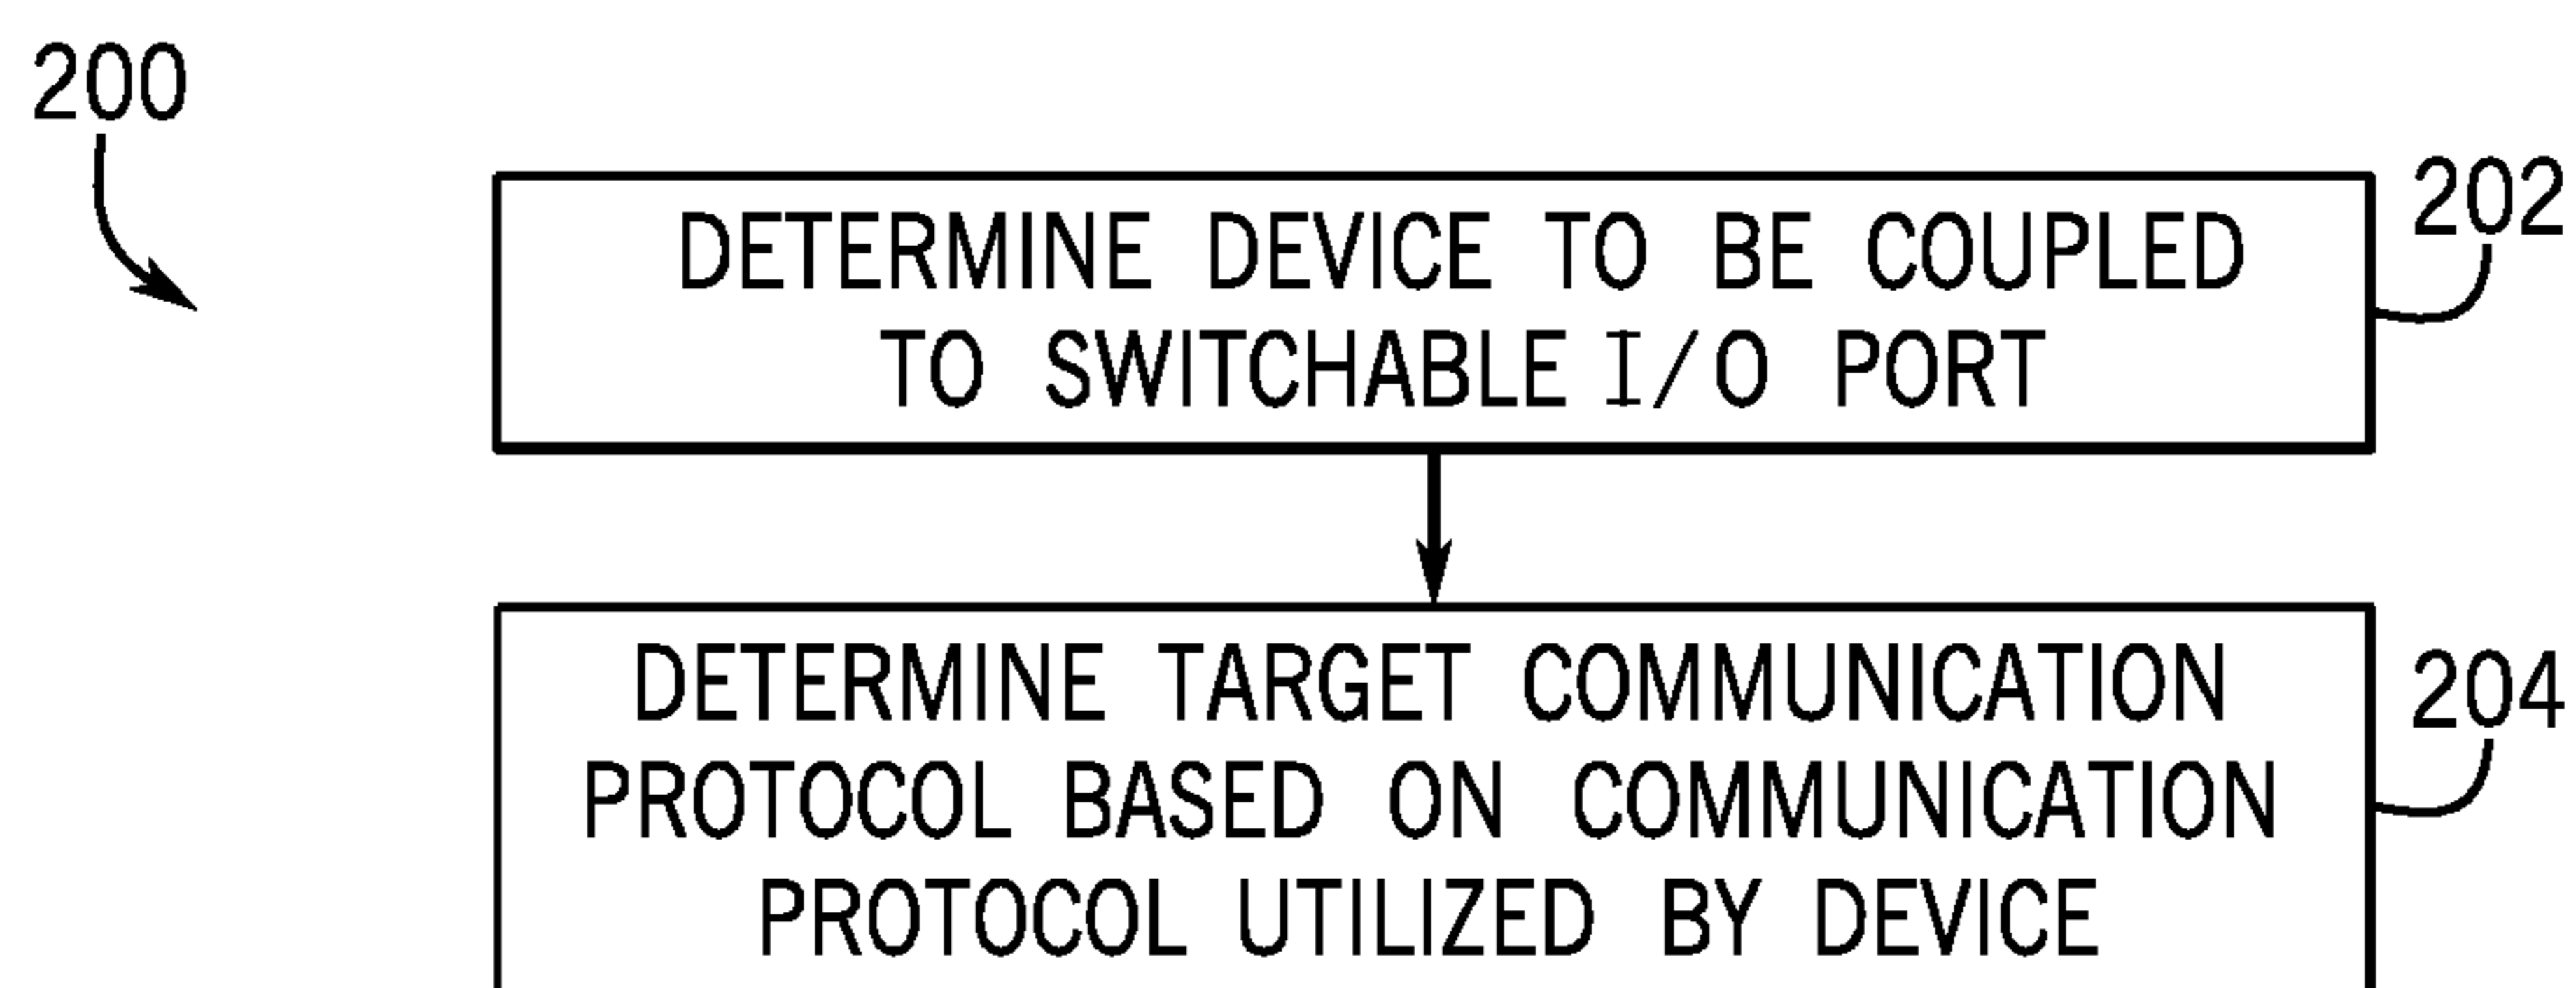 200
202
DETERMINE DEVICE TO BE COUPLED
TO SWITCHABLE I/O PORT
204
DETERMINE TARGET COMMUNICATION
PROTOCOL BASED ON COMMUNICATION
PROTOCOL UTILIZED BY DEVICE